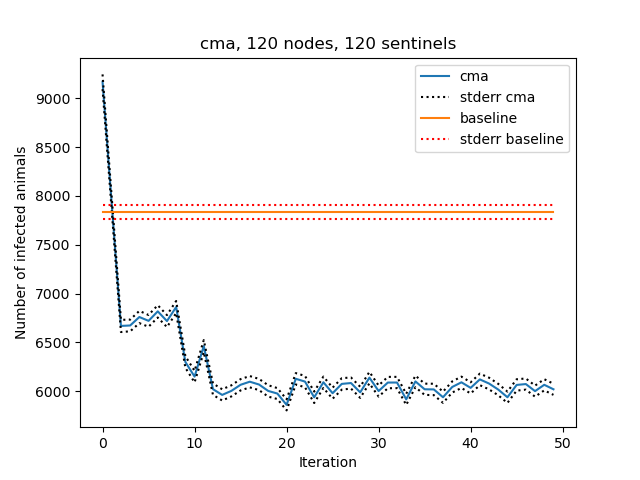 cma, 120 nodes, 120 sentinels
cma
stderr cma
baseline
stderr baseline
Number of infected animals
9000
8500
8000
7500
7000
6500
6000
0 10 20 30 40 50
Iteration